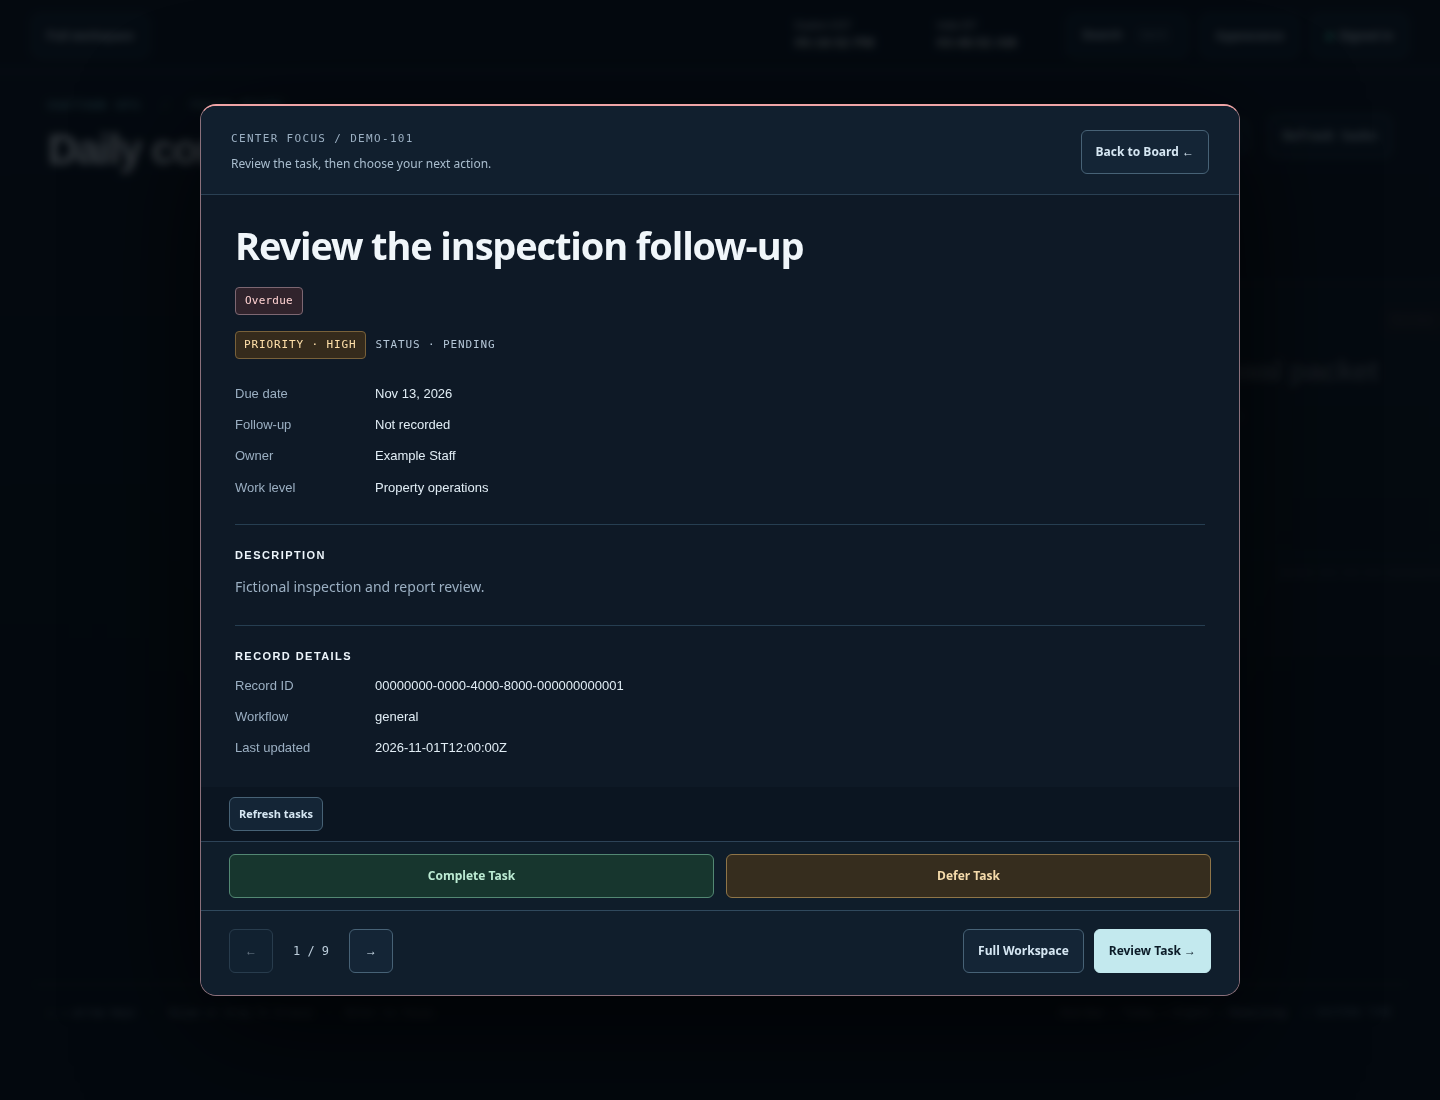 Daily co
CENTER FOCUS / DEMO-101
Review the task, then choose your next action.
Back to Board ←
Review the inspection follow-up
Overdue
PRIORITY · HIGH STATUS · PENDING
Due date Nov 13, 2026
Follow-up Not recorded
Owner Example Staff
Work level Property operations
DESCRIPTION
Fictional inspection and report review.
RECORD DETAILS
Record ID 00000000-0000-4000-8000-000000000001
Workflow general
Last updated 2026-11-01T12:00:00Z
Refresh tasks
Complete Task Defer Task
← 1 / 9 → Full Workspace Review Task →